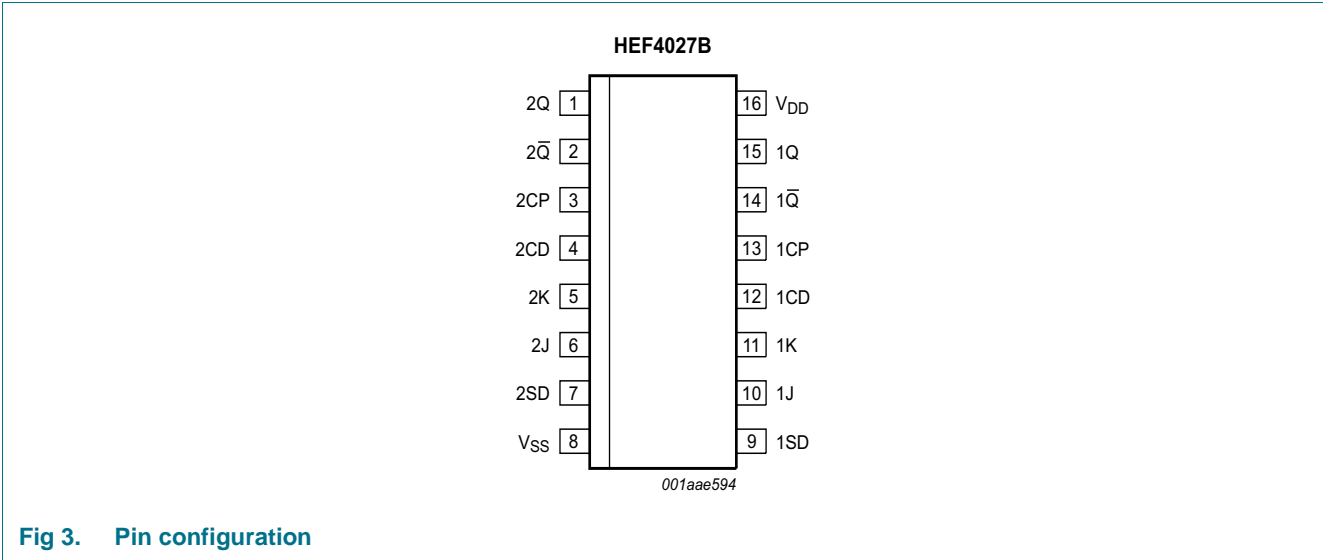 HEF4027B
2Q 1 16 VDD
2Q̅ 2 15 1Q
2CP 3 14 1Q̅
2CD 4 13 1CP
2K 5 12 1CD
2J 6 11 1K
2SD 7 10 1J
VSS 8 9 1SD
001aae594
Fig 3. Pin configuration